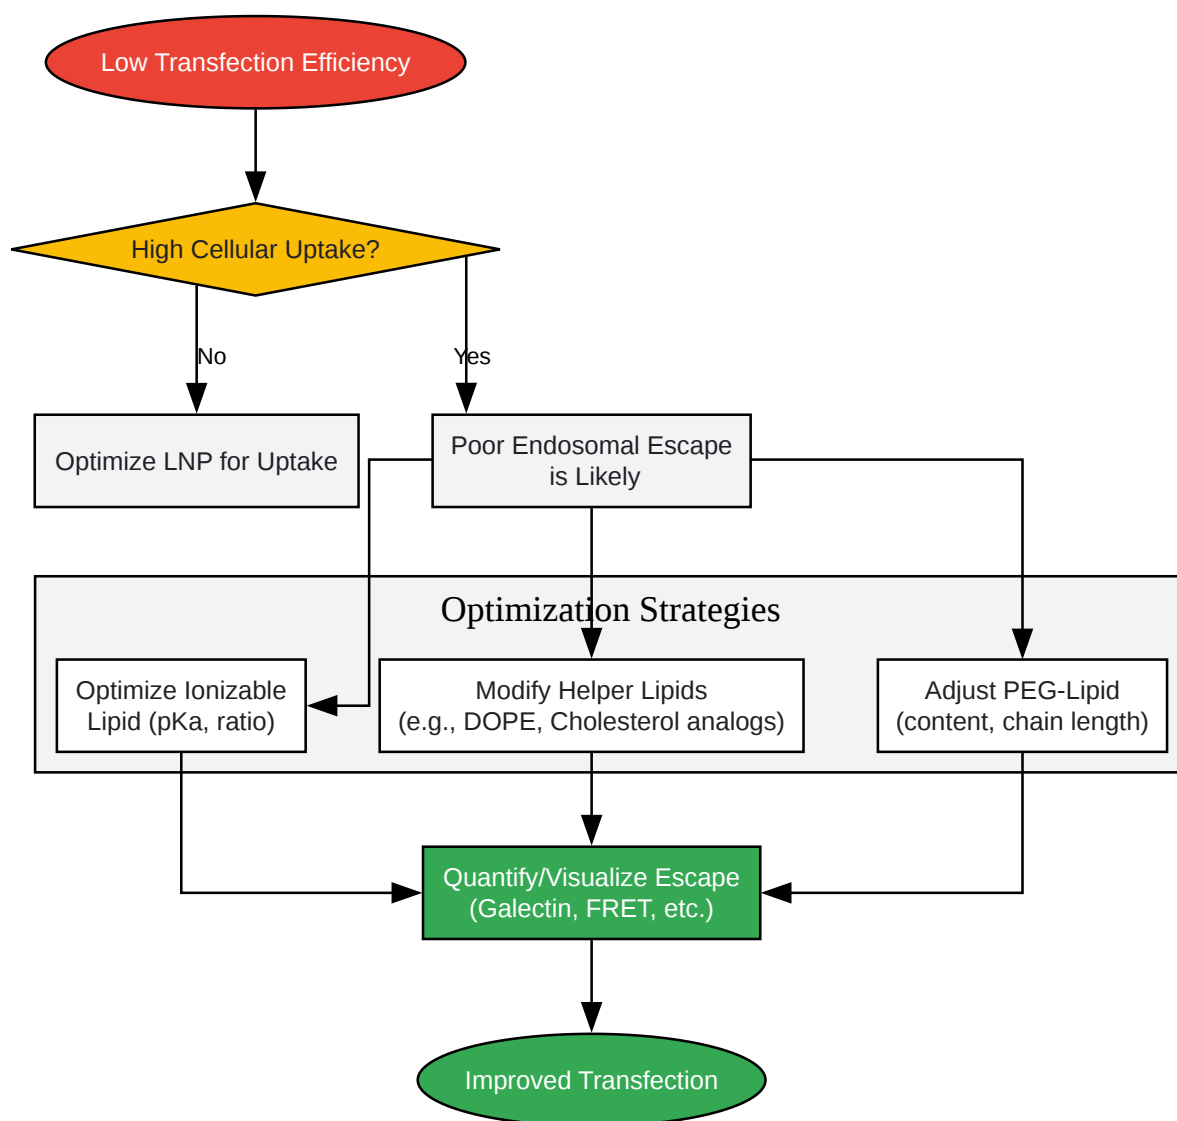 Low Transfection Efficiency
High Cellular Uptake?
No
Yes
Optimize LNP for Uptake
Poor Endosomal Escape
is Likely
Optimization Strategies
Optimize Ionizable
Lipid (pKa, ratio)
Modify Helper Lipids
(e.g., DOPE, Cholesterol analogs)
Adjust PEG-Lipid
(content, chain length)
Quantify/Visualize Escape
(Galectin, FRET, etc.)
Improved Transfection